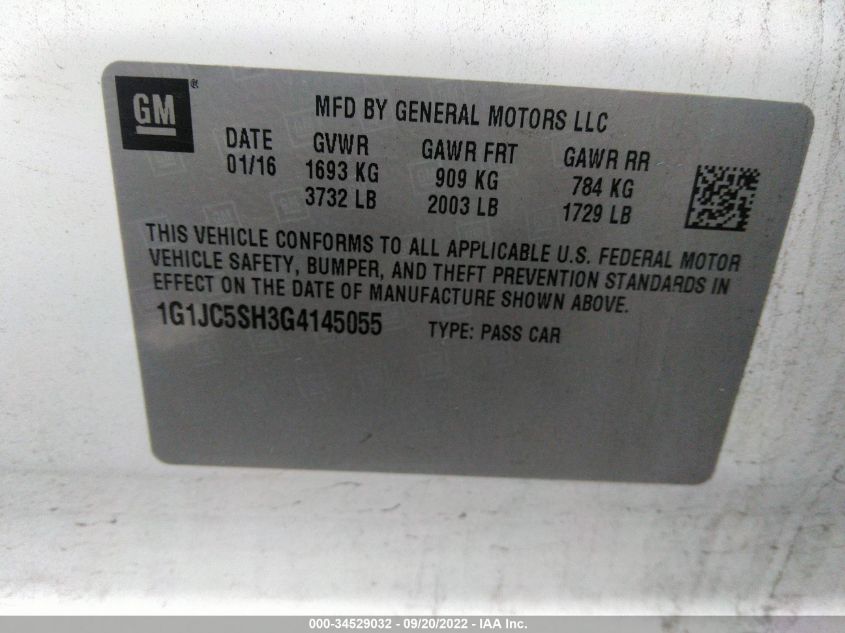 GM®
MFD BY GENERAL MOTORS LLC
DATE GVWR GAWR FRT GAWR RR
01/16 1693 KG 909 KG 784 KG
3732 LB 2003 LB 1729 LB
THIS VEHICLE CONFORMS TO ALL APPLICABLE U.S. FEDERAL MOTOR
VEHICLE SAFETY, BUMPER, AND THEFT PREVENTION STANDARDS IN
EFFECT ON THE DATE OF MANUFACTURE SHOWN ABOVE.
1G1JC5SH3G4145055 TYPE: PASS CAR
000-34529032 - 09/20/2022 - IAA Inc.